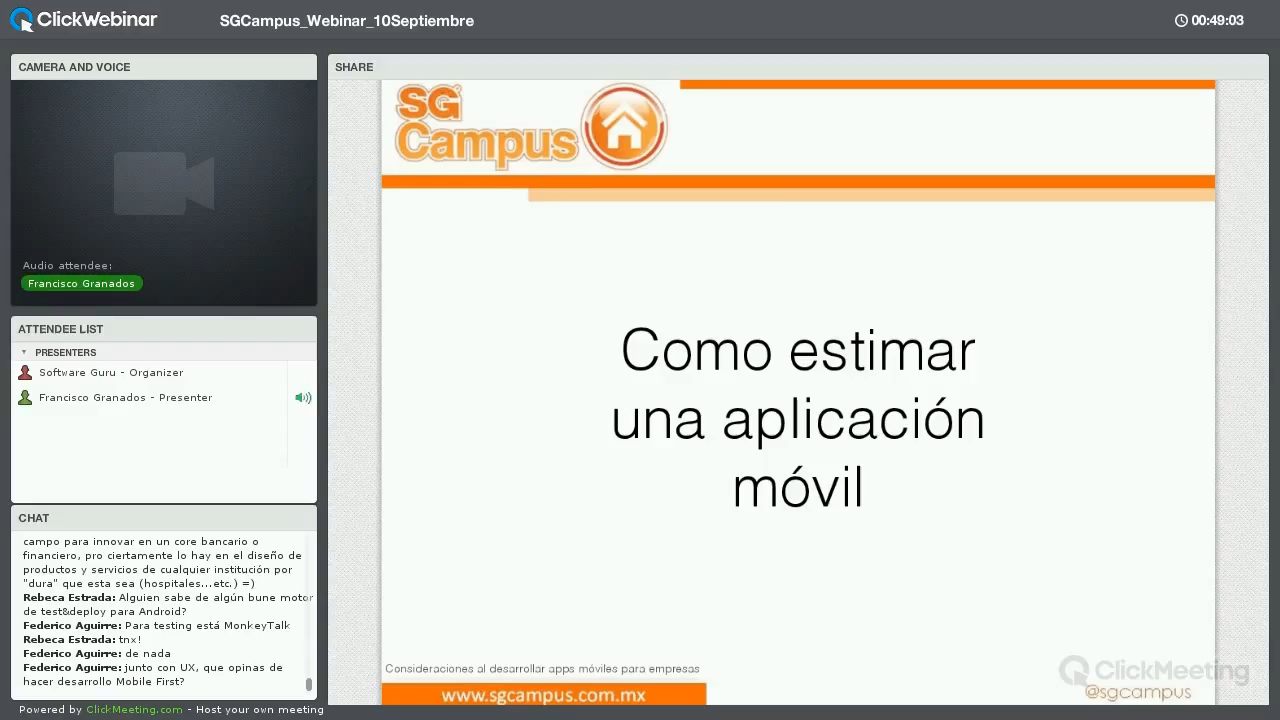 ClickWebinar
SGCampus_Webinar_10Septiembre
00:49:03
CAMERA AND VOICE
Audio attendee:
Francisco Granados
ATTENDEE LIST
PRESENTERS
Software Guru - Organizer
Francisco Granados - Presenter
CHAT
campo para innovar en un core bancario o
financiero, pro ciertamente lo hay en el diseño de
productos y servicios de cualquier institución por
"dura" que esta sea (hospitales...etc.) =)
Rebeca Estrada: Alguien sabe de algún bune motor
de test&deploy para Android?
Federico Aguirre: Para testing está MonkeyTalk
Rebeca Estrada: tnx!
Federico Aguirre: de nada
Federico Aguirre: junto con UX, que opinas de
hacer desarrollo Mobile First?
Powered by ClickMeeting.com - Host your own meeting
SHARE
SG
Campus
Como estimar
una aplicación
móvil
Consideraciones al desarrollar apps móviles para empresas
www.sgcampus.com.mx
ClickMeeting
@sgcampus